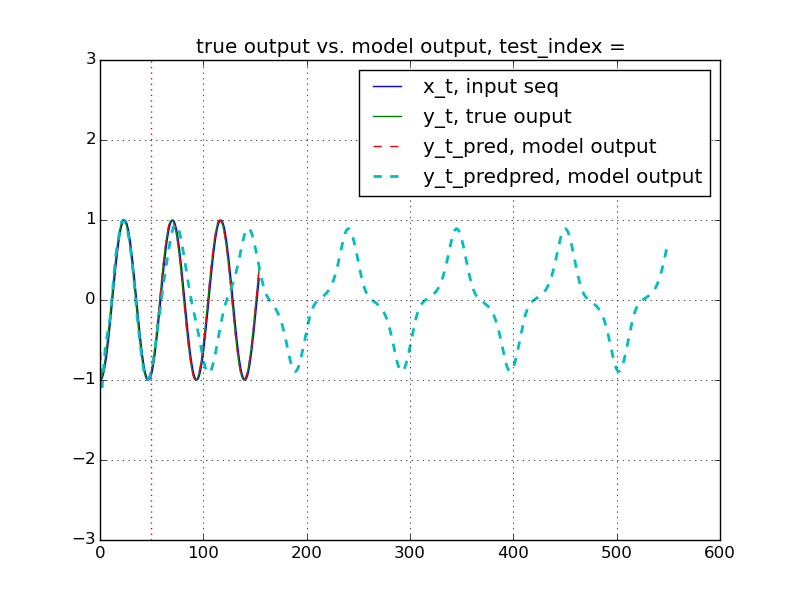 true output vs. model output, test_index =
x_t, input seq
y_t, true ouput
y_t_pred, model output
y_t_predpred, model output
3
2
1
0
−1
−2
−3
0 100 200 300 400 500 600